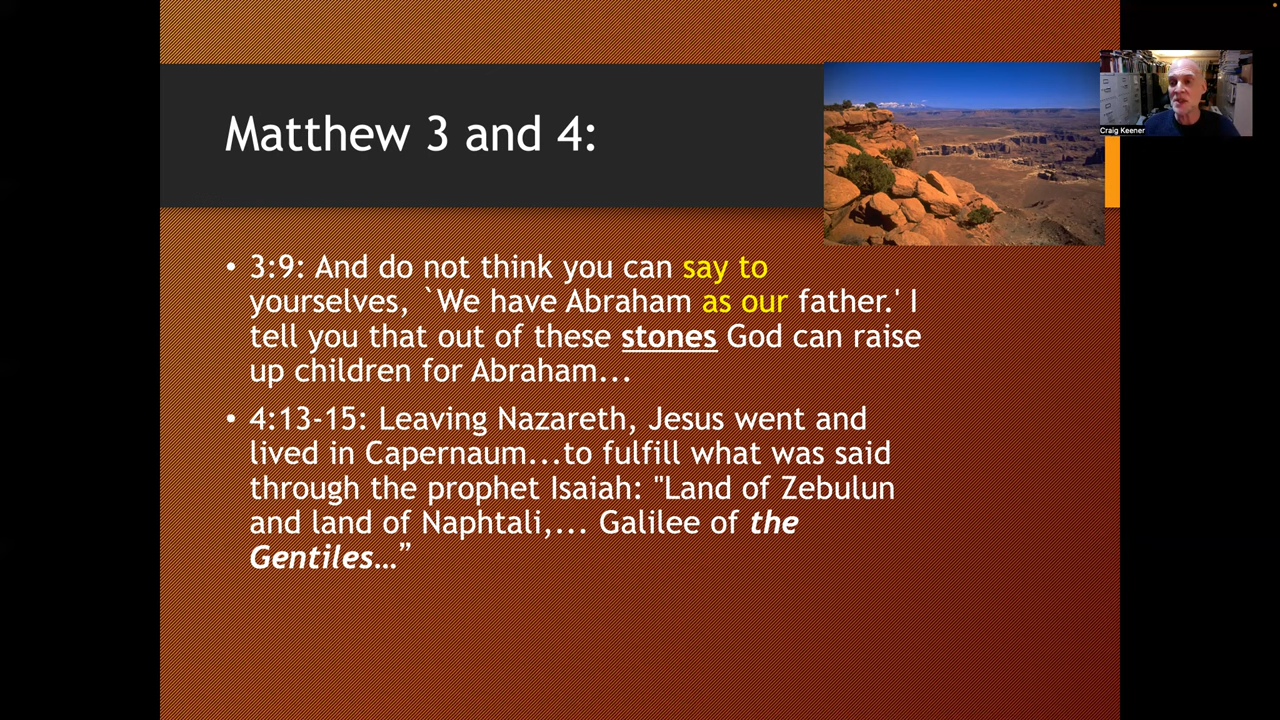 Matthew 3 and 4:
Craig Keener
• 3:9: And do not think you can say to
yourselves, `We have Abraham as our father.' I
tell you that out of these stones God can raise
up children for Abraham...
• 4:13-15: Leaving Nazareth, Jesus went and
lived in Capernaum...to fulfill what was said
through the prophet Isaiah: "Land of Zebulun
and land of Naphtali,... Galilee of the
Gentiles…”